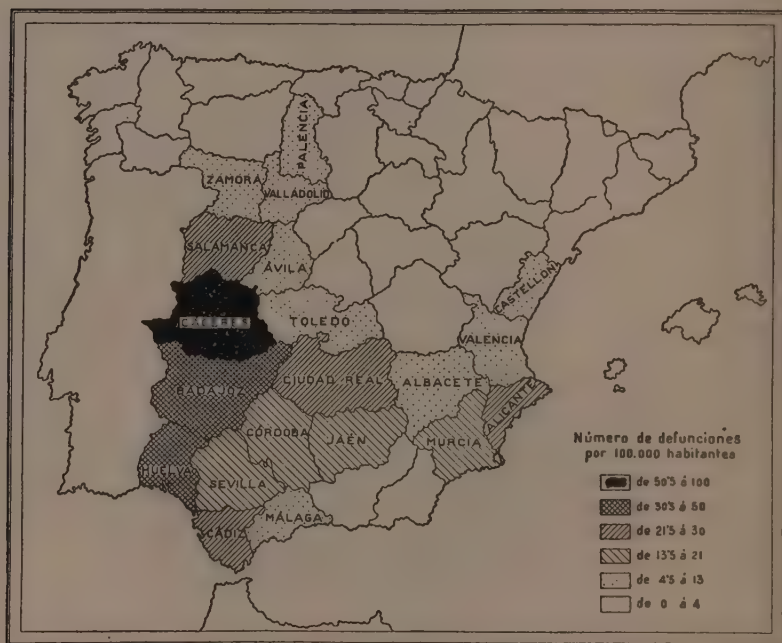 PALENCIA
ZAMORA
VALLADOLID
SALAMANCA
ÁVILA
CASTELLON
CÁCERES
TOLEDO
VALENCIA
BADAJOZ
CIUDAD REAL
ALBACETE
ALICANTE
CÓRDOBA
JAÉN
MURCIA
HUELVA
SEVILLA
CÁDIZ
MÁLAGA
Número de defunciones
por 100.000 habitantes
de 50'5 á 100
de 30'5 á 50
de 21'5 á 30
de 13'5 á 21
de 4'5 á 13
de 0 á 4